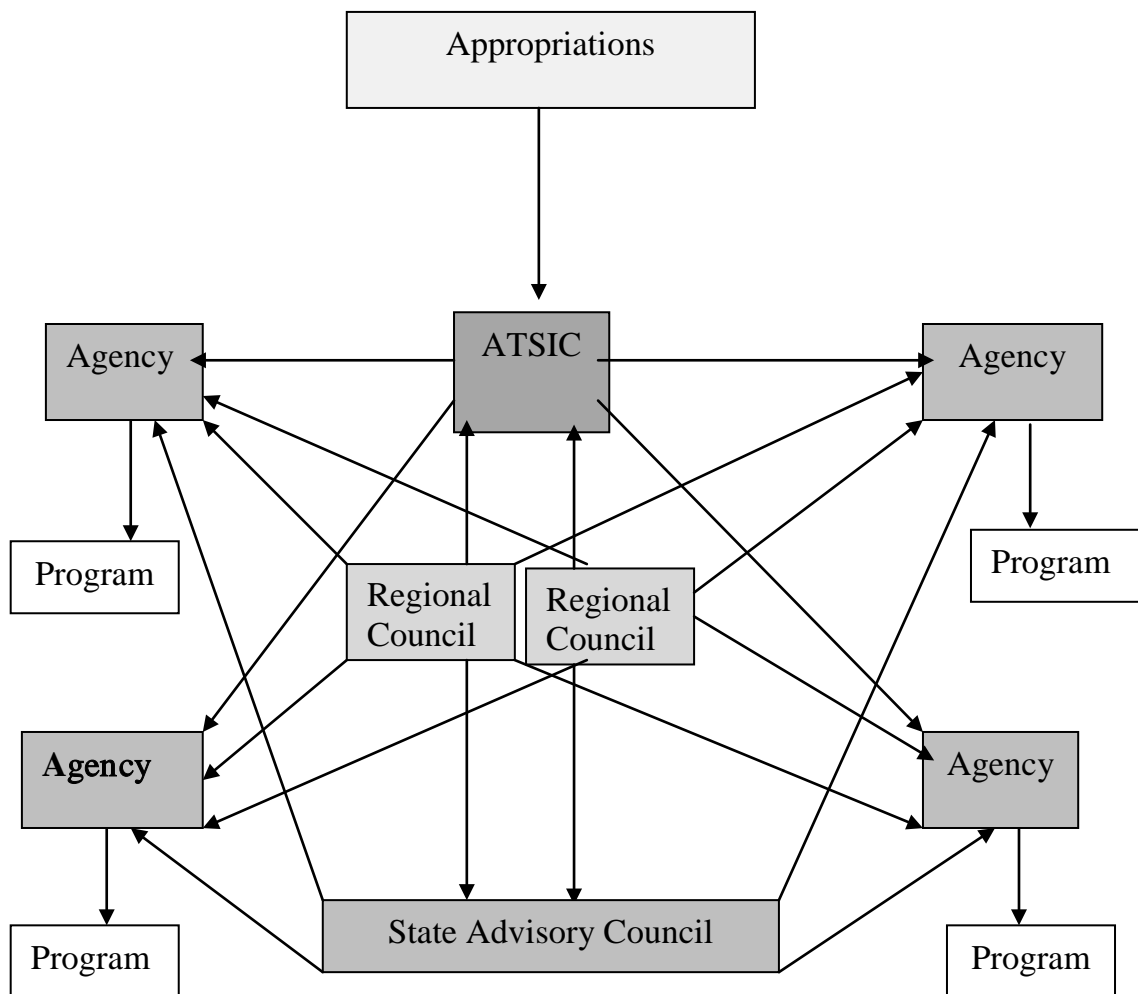 Appropriations
Agency
ATSIC
Agency
Program
Program
Regional
Council
Regional
Council
Agency
Agency
State Advisory Council
Program
Program